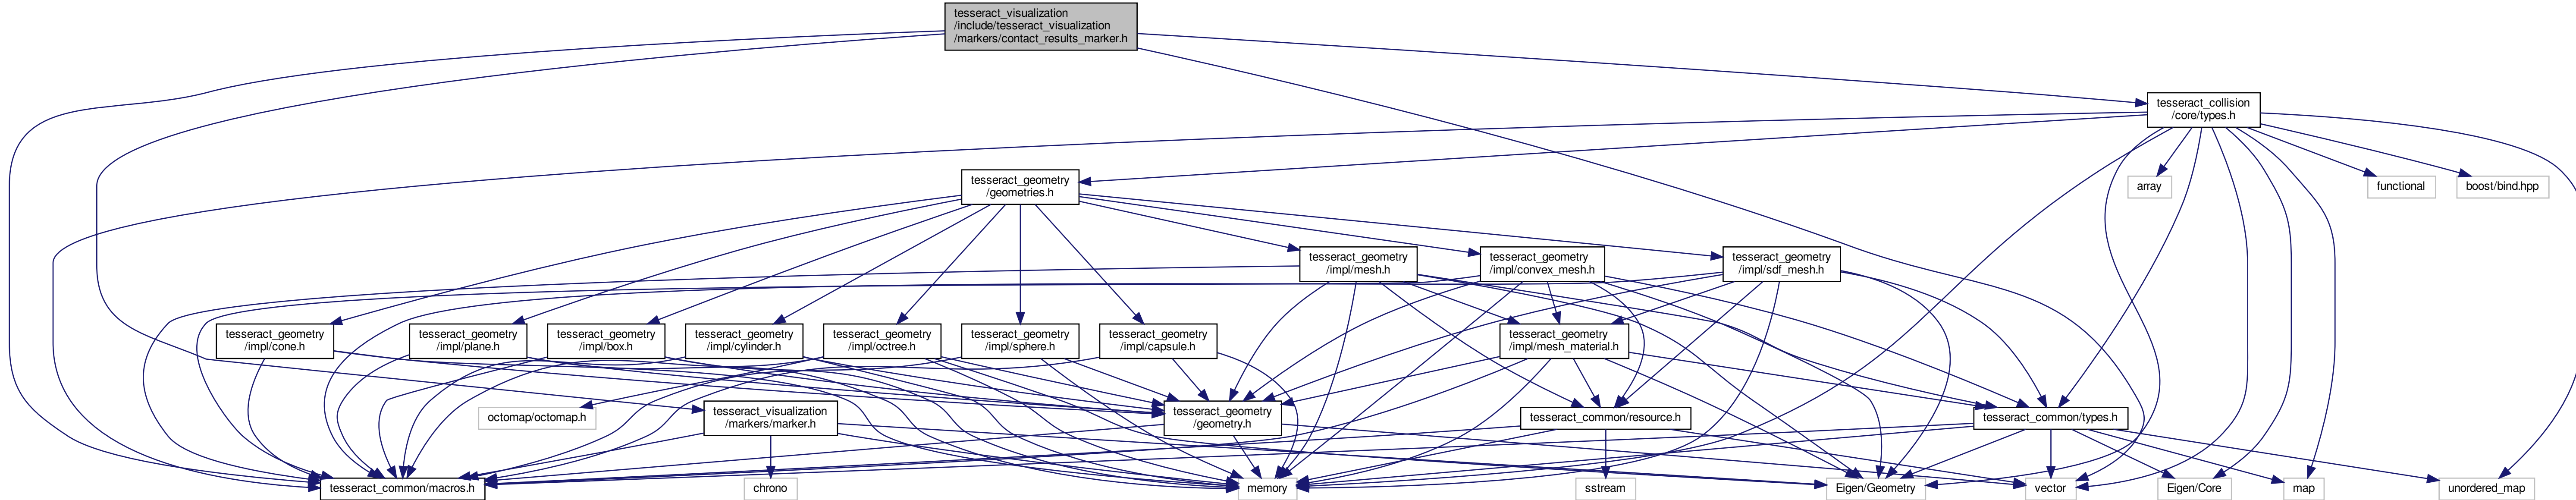 tesseract_visualization
/include/tesseract_visualization
/markers/contact_results_marker.h
tesseract_collision
/core/types.h
tesseract_geometry
/geometries.h
array
functional
boost/bind.hpp
tesseract_geometry
/impl/mesh.h
tesseract_geometry
/impl/convex_mesh.h
tesseract_geometry
/impl/sdf_mesh.h
tesseract_geometry
/impl/cone.h
tesseract_geometry
/impl/plane.h
tesseract_geometry
/impl/box.h
tesseract_geometry
/impl/cylinder.h
tesseract_geometry
/impl/octree.h
tesseract_geometry
/impl/sphere.h
tesseract_geometry
/impl/capsule.h
tesseract_geometry
/impl/mesh_material.h
octomap/octomap.h
tesseract_visualization
/markers/marker.h
tesseract_geometry
/geometry.h
tesseract_common/resource.h
tesseract_common/types.h
tesseract_common/macros.h
chrono
memory
sstream
Eigen/Geometry
vector
Eigen/Core
map
unordered_map